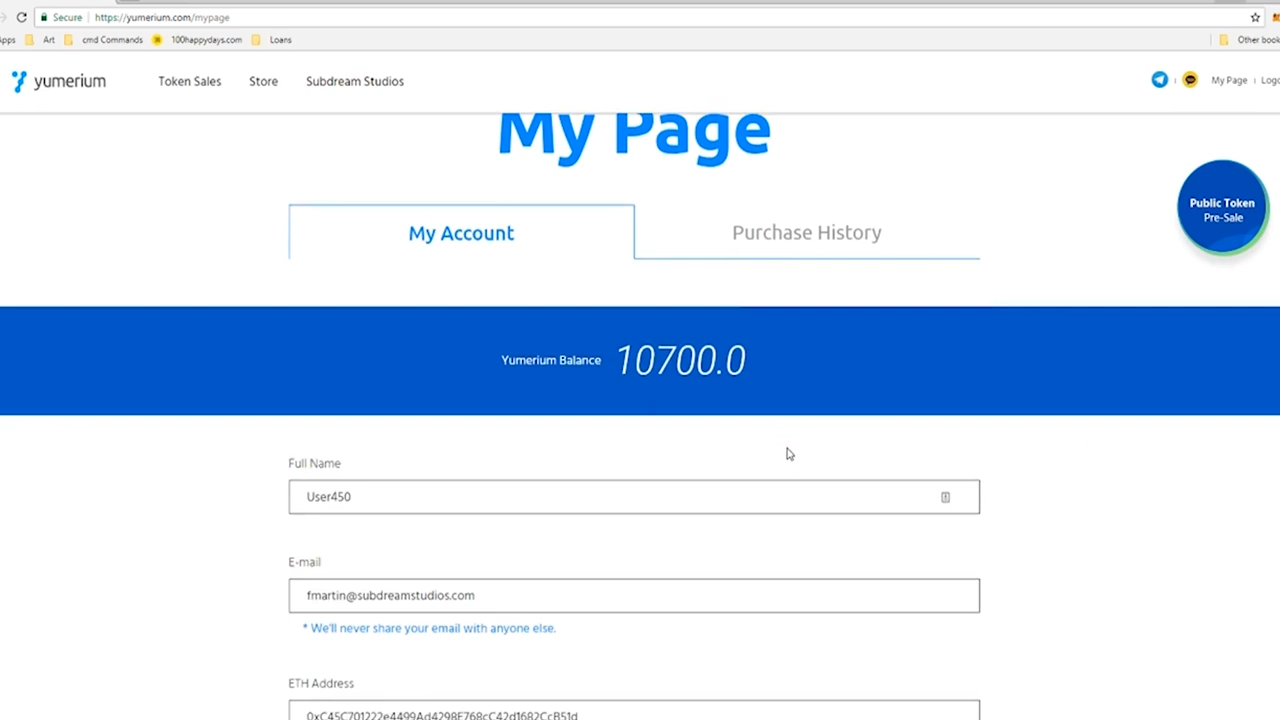 Secure https://yumerium.com/mypage
Apps Art cmd Commands 100happydays.com Loans Other book
yumerium Token Sales Store Subdream Studios My Page Logo
My Page
Public Token
Pre-Sale
My Account Purchase History
Yumerium Balance 10700.0
Full Name
User450
E-mail
fmartin@subdreamstudios.com
* We'll never share your email with anyone else.
ETH Address